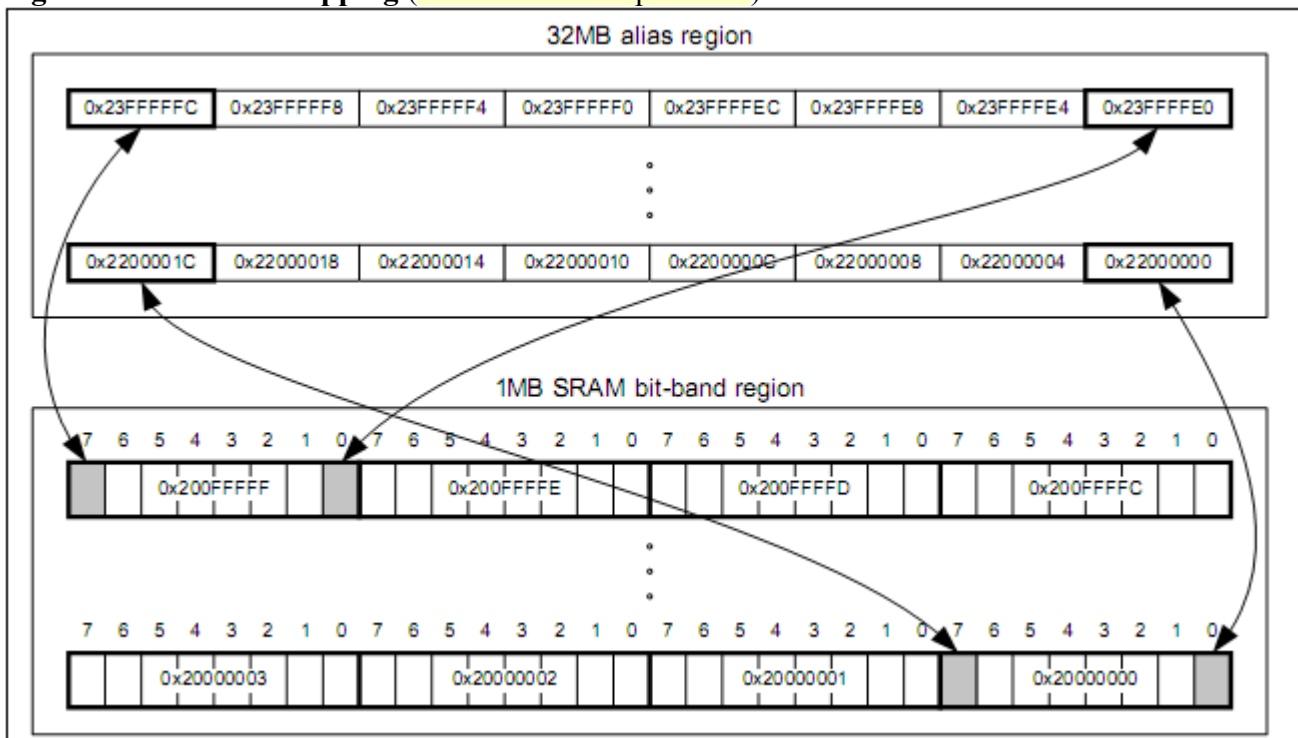 32MB alias region
0x23FFFFFC 0x23FFFFF8 0x23FFFFF4 0x23FFFFF0 0x23FFFFEC 0x23FFFFE8 0x23FFFFE4 0x23FFFFE0
0x2200001C 0x22000018 0x22000014 0x22000010 0x2200000C 0x22000008 0x22000004 0x22000000
1MB SRAM bit-band region
7 6 5 4 3 2 1 0 7 6 5 4 3 2 1 0 7 6 5 4 3 2 1 0 7 6 5 4 3 2 1 0
0x200FFFFF 0x200FFFFE 0x200FFFFD 0x200FFFFC
7 6 5 4 3 2 1 0 7 6 5 4 3 2 1 0 7 6 5 4 3 2 1 0 7 6 5 4 3 2 1 0
0x20000003 0x20000002 0x20000001 0x20000000